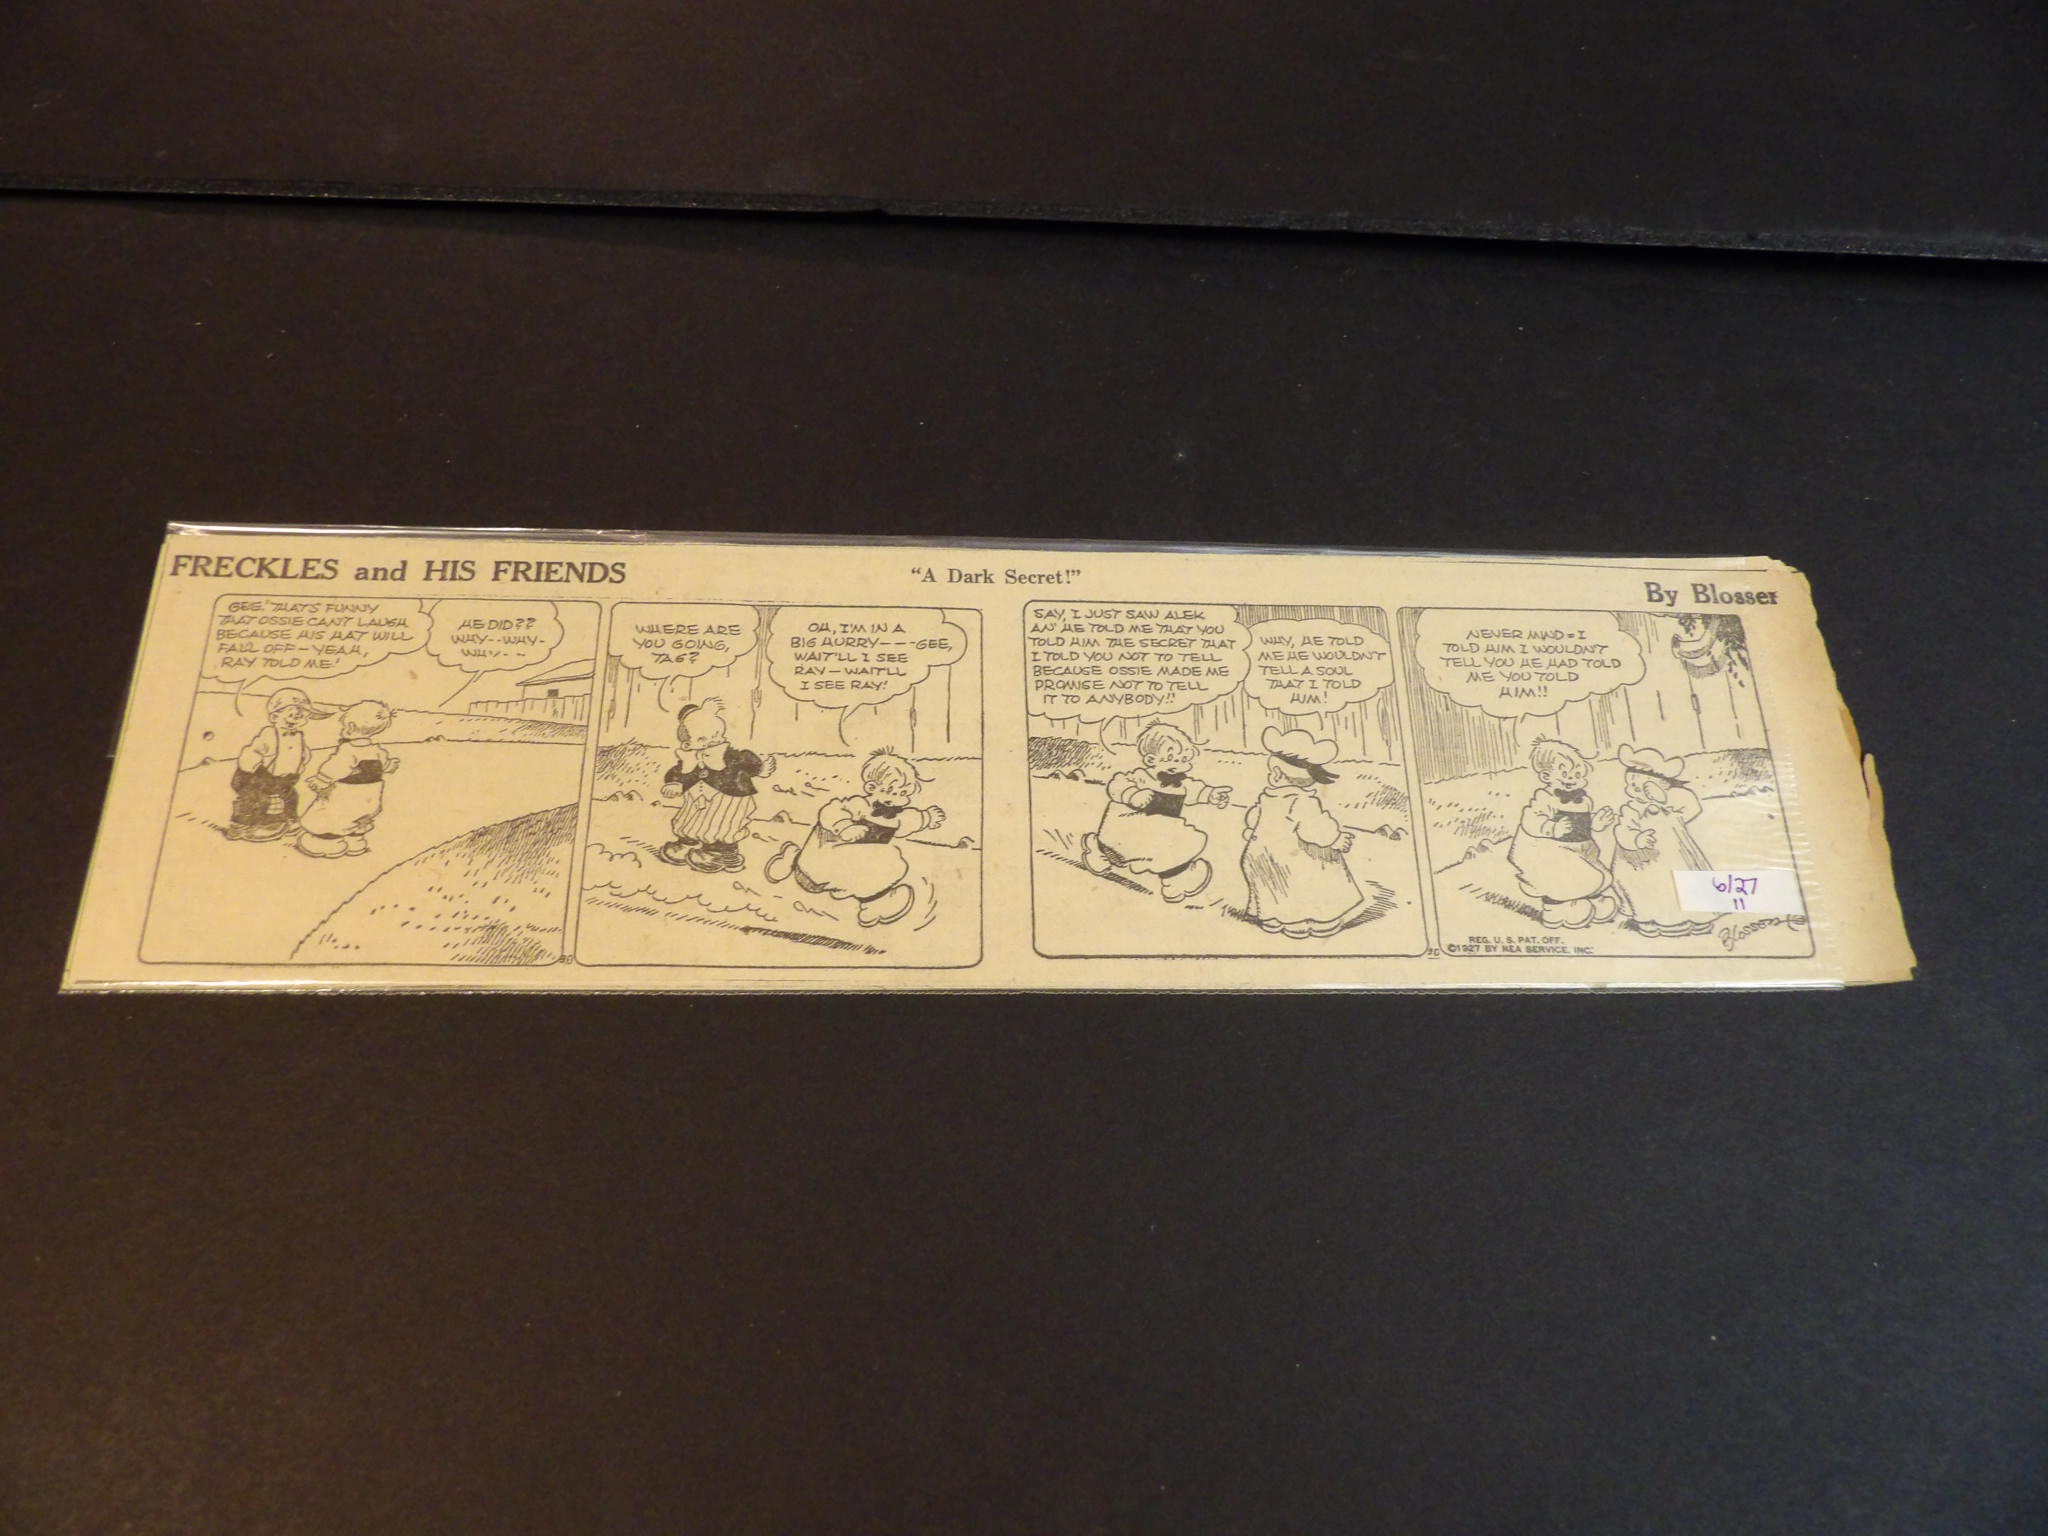 FRECKLES and HIS FRIENDS
"A Dark Secret!"
By Blosser
GEE! THAT'S FUNNY
THAT OSSIE CAN'T LAUGH
BECAUSE HIS HAT WILL
FALL OFF-YEAH,
RAY TOLD ME!
HE DID??
WHY--WHY-
WHY---
WHERE ARE
YOU GOING,
TAG?
OH, I'M IN A
BIG HURRY----GEE,
WAIT'LL I SEE
RAY-WAIT'LL
I SEE RAY!
SAY, I JUST SAW ALEK
AN' HE TOLD ME THAT YOU
TOLD HIM THE SECRET THAT
I TOLD YOU NOT TO TELL
BECAUSE OSSIE MADE ME
PROMISE NOT TO TELL
IT TO ANYBODY!!
WHY, HE TOLD
ME HE WOULDN'T
TELL A SOUL
THAT I TOLD
HIM!
NEVER MIND=I
TOLD HIM I WOULDN'T
TELL YOU HE HAD TOLD
ME YOU TOLD
HIM!!
6/27
11
REG. U. S. PAT. OFF.
©1927 BY NEA SERVICE, INC.
Blosser